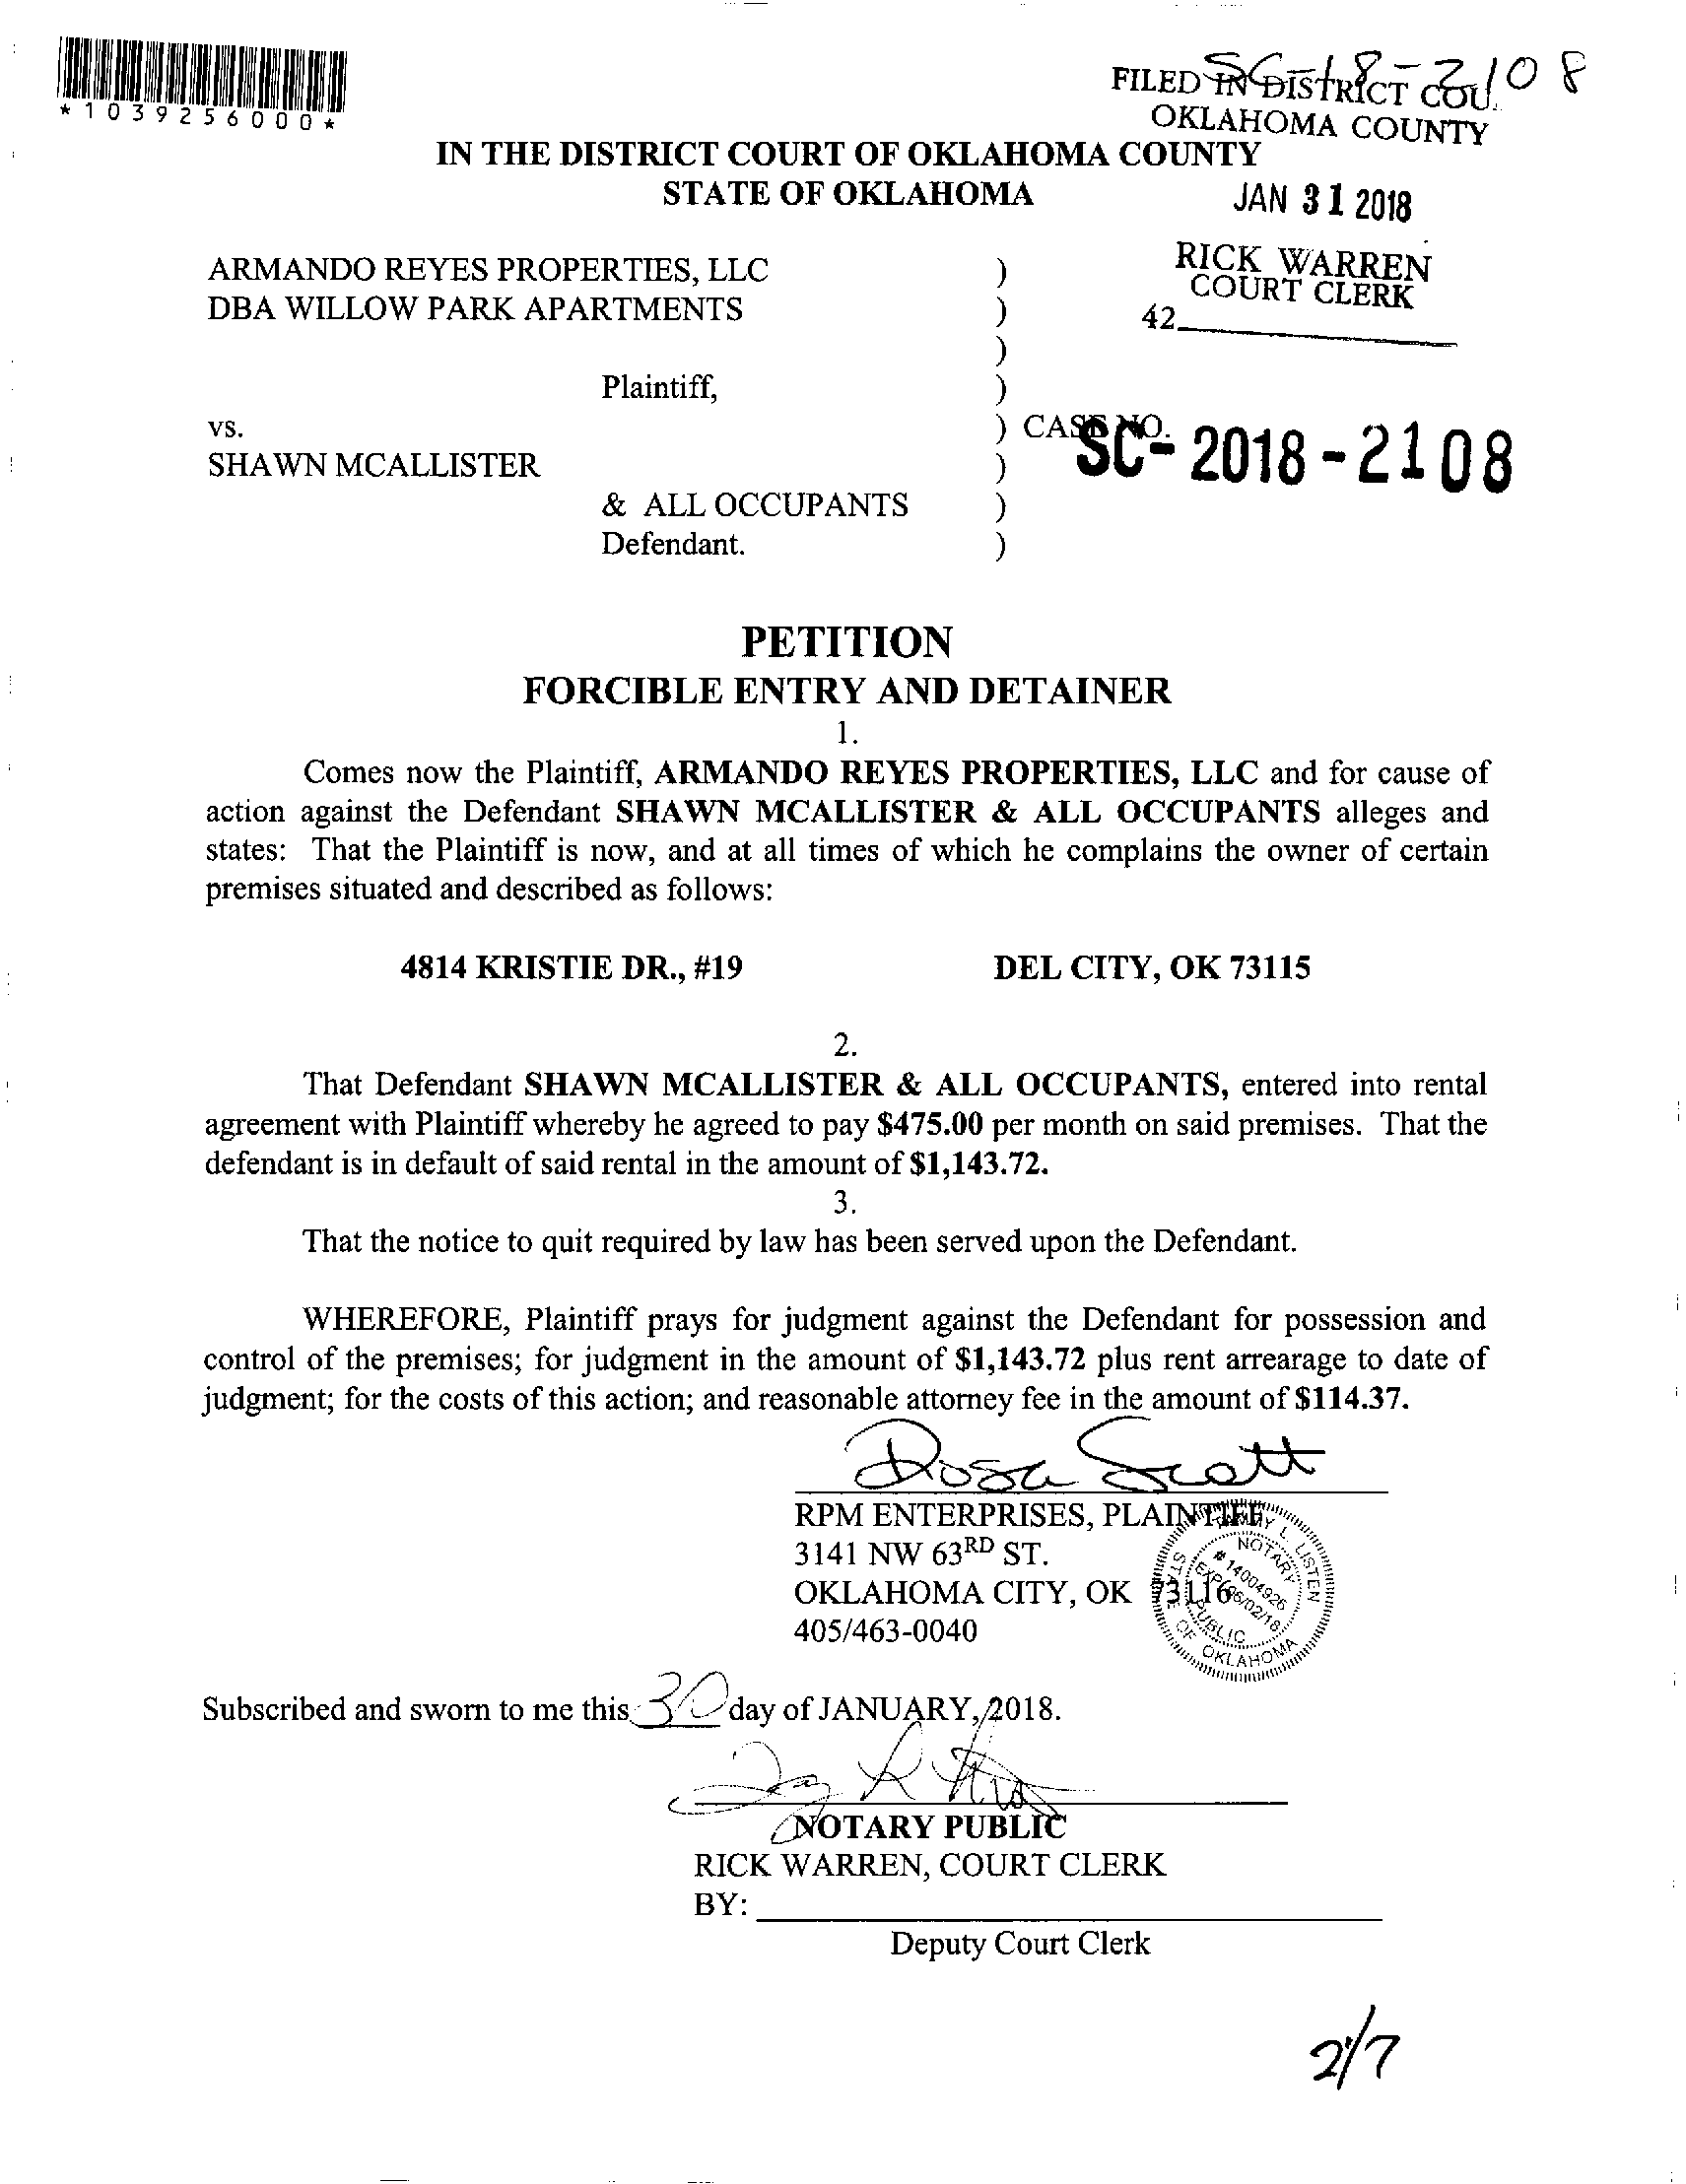 *1039256000*
SC-18-2108
FILED IN DISTRICT COU
OKLAHOMA COUNTY
IN THE DISTRICT COURT OF OKLAHOMA COUNTY
STATE OF OKLAHOMA
JAN 31 2018
RICK WARREN
COURT CLERK
42
ARMANDO REYES PROPERTIES, LLC )
DBA WILLOW PARK APARTMENTS )
)
Plaintiff, )
vs. ) CASE NO. SC-2018-2108
SHAWN MCALLISTER )
& ALL OCCUPANTS )
Defendant. )
PETITION
FORCIBLE ENTRY AND DETAINER
1.
Comes now the Plaintiff, ARMANDO REYES PROPERTIES, LLC and for cause of
action against the Defendant SHAWN MCALLISTER & ALL OCCUPANTS alleges and
states: That the Plaintiff is now, and at all times of which he complains the owner of certain
premises situated and described as follows:
4814 KRISTIE DR., #19 DEL CITY, OK 73115
2.
That Defendant SHAWN MCALLISTER & ALL OCCUPANTS, entered into rental
agreement with Plaintiff whereby he agreed to pay $475.00 per month on said premises. That the
defendant is in default of said rental in the amount of $1,143.72.
3.
That the notice to quit required by law has been served upon the Defendant.
WHEREFORE, Plaintiff prays for judgment against the Defendant for possession and
control of the premises; for judgment in the amount of $1,143.72 plus rent arrearage to date of
judgment; for the costs of this action; and reasonable attorney fee in the amount of $114.37.
Rosa Scott
RPM ENTERPRISES, PLAINTIFF
3141 NW 63RD ST.
OKLAHOMA CITY, OK 73116
405/463-0040
L. LISTEN
NOTARY
# 14004926
EXP. 06/02/18
PUBLIC
STATE OF OKLAHOMA
Subscribed and sworn to me this 30 day of JANUARY, 2018.
NOTARY PUBLIC
RICK WARREN, COURT CLERK
BY:
Deputy Court Clerk
2/7